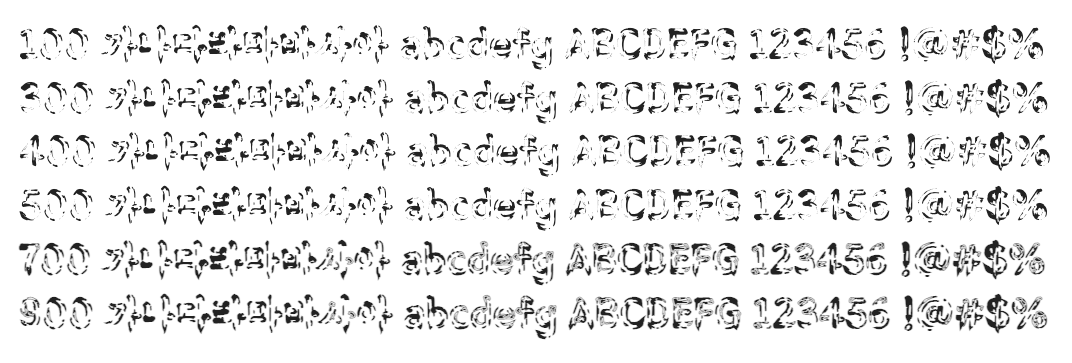 100 가나다라마바사아 abcdefg ABCDEFG 123456 !@#$%
300 가나다라마바사아 abcdefg ABCDEFG 123456 !@#$%
400 가나다라마바사아 abcdefg ABCDEFG 123456 !@#$%
500 가나다라마바사아 abcdefg ABCDEFG 123456 !@#$%
700 가나다라마바사아 abcdefg ABCDEFG 123456 !@#$%
900 가나다라마바사아 abcdefg ABCDEFG 123456 !@#$%